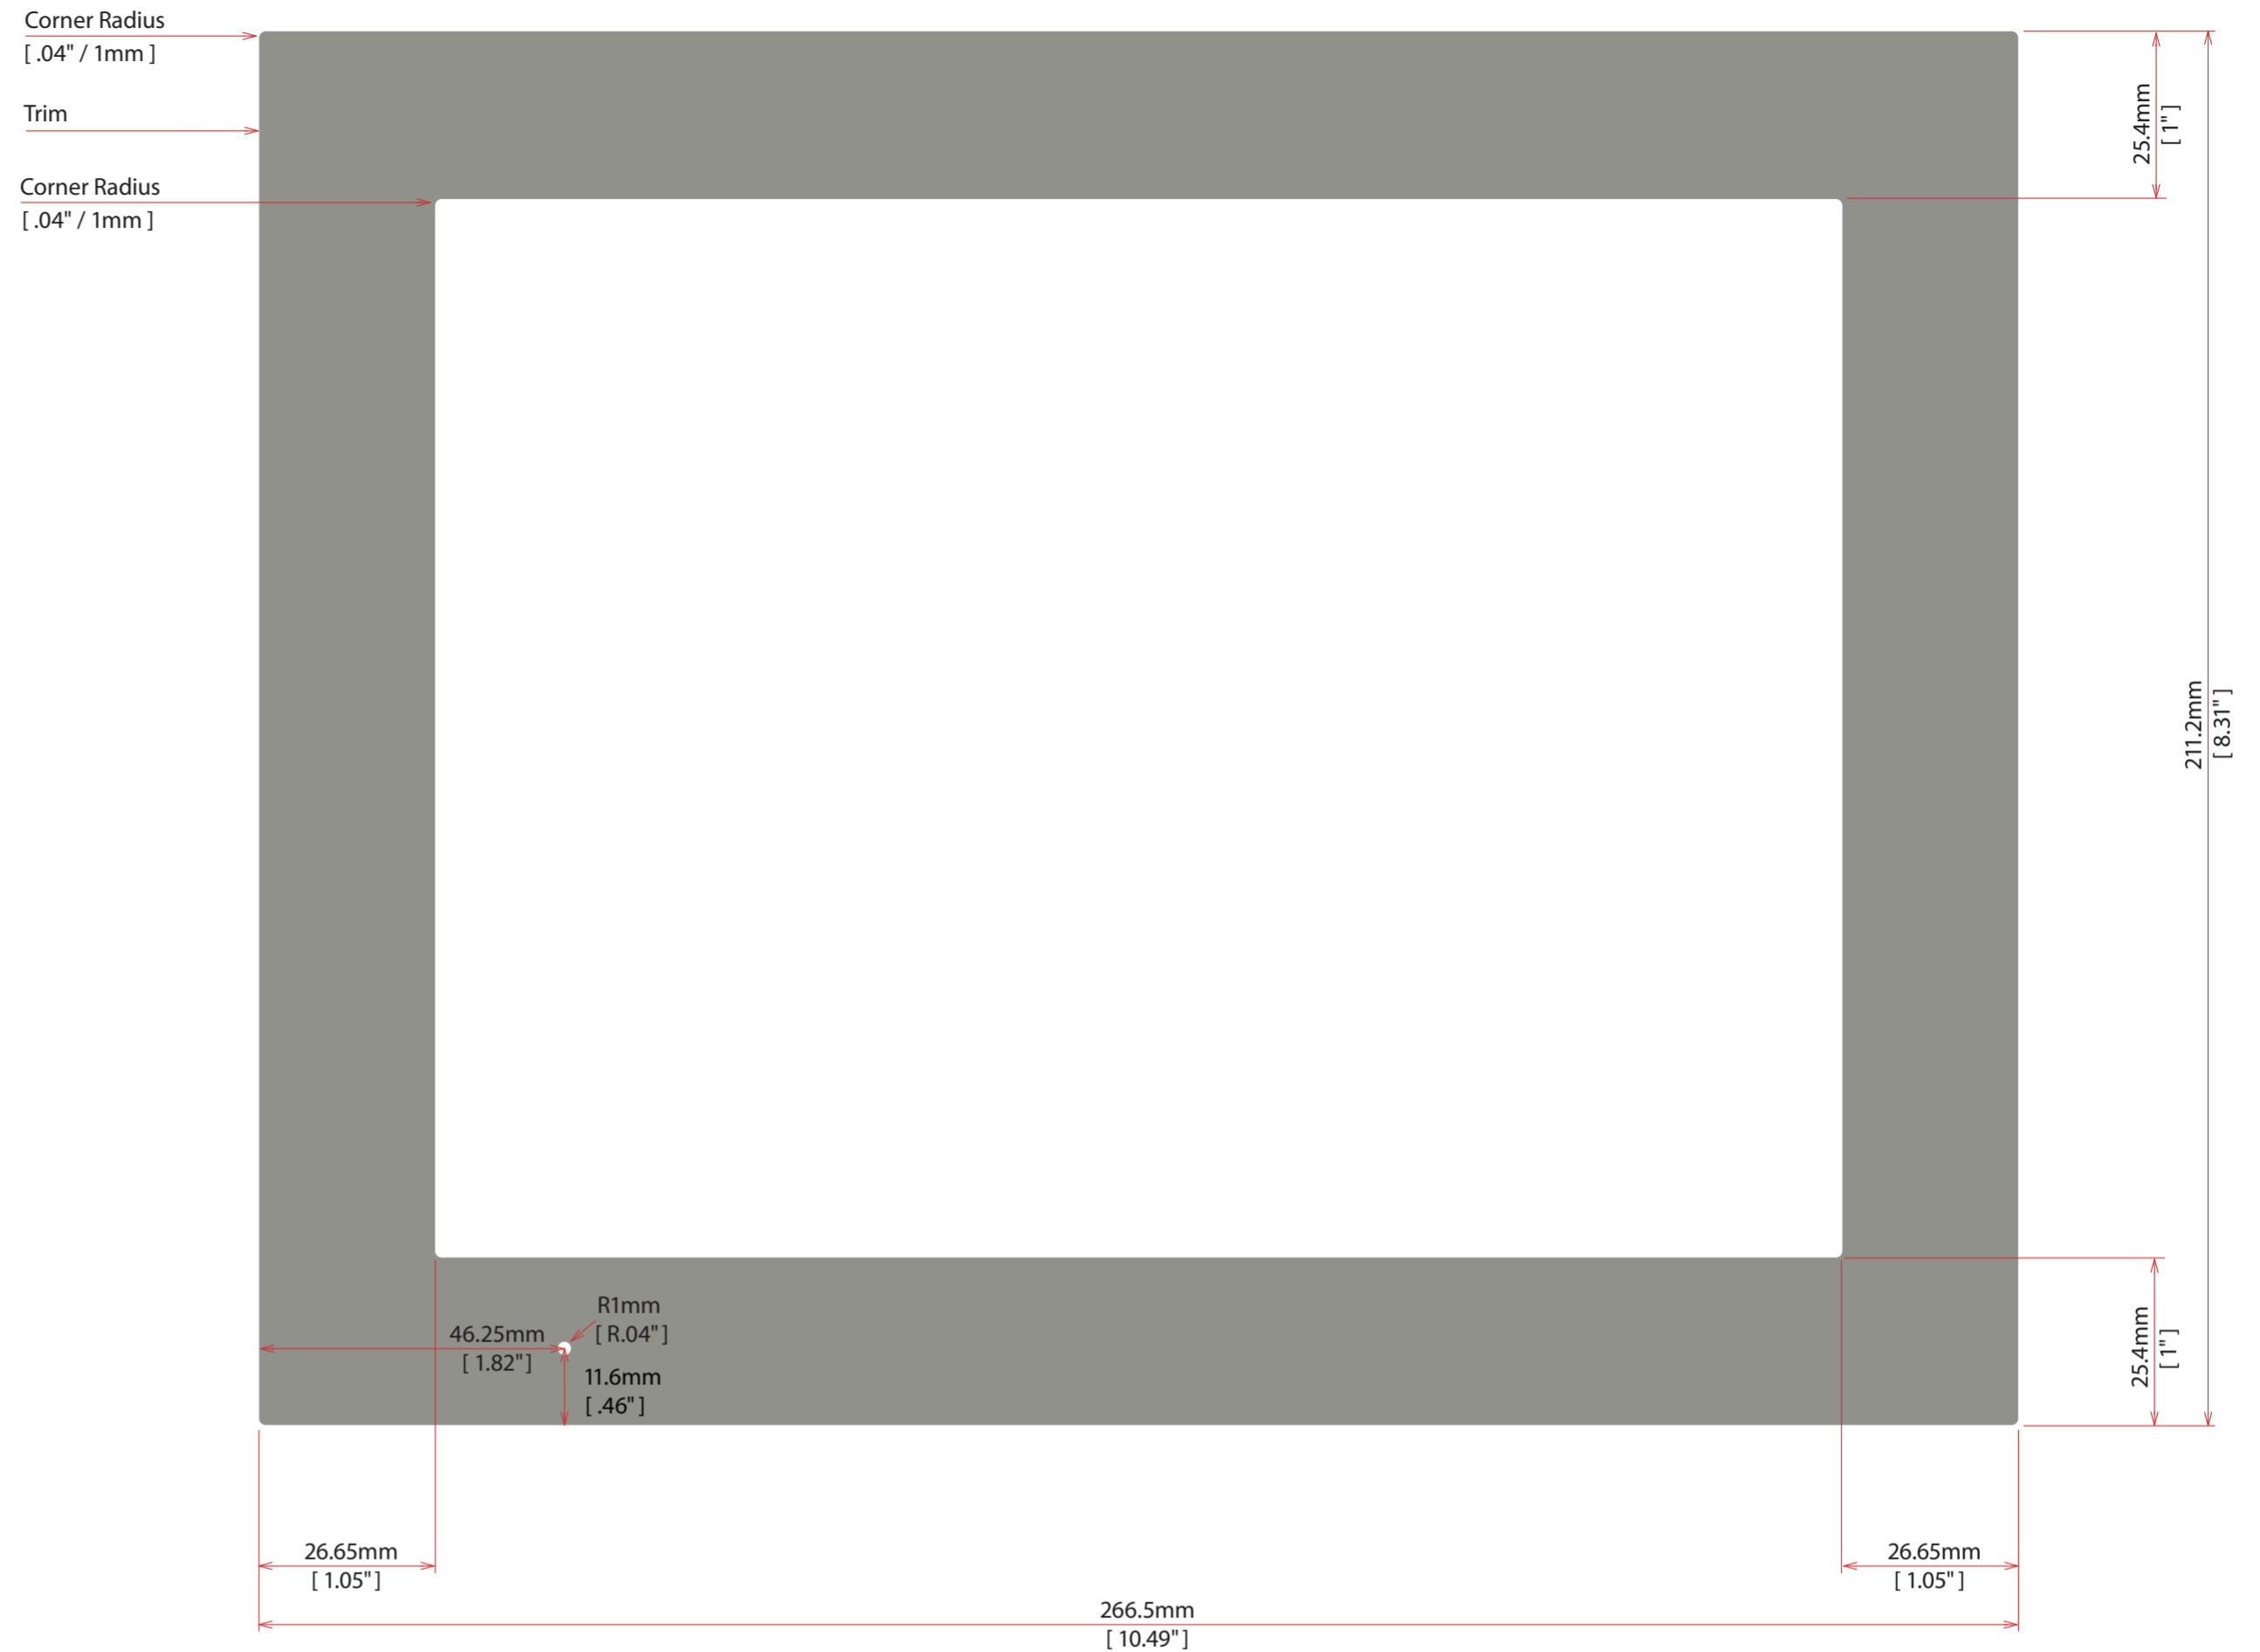 Corner Radius
[ .04" / 1mm ]
Trim
Corner Radius
[ .04" / 1mm ]
25.4mm
[ 1" ]
211.2mm
[ 8.31" ]
R1mm
[ R.04" ]
46.25mm
[ 1.82" ]
11.6mm
[ .46" ]
25.4mm
[ 1" ]
26.65mm
[ 1.05" ]
26.65mm
[ 1.05" ]
266.5mm
[ 10.49" ]